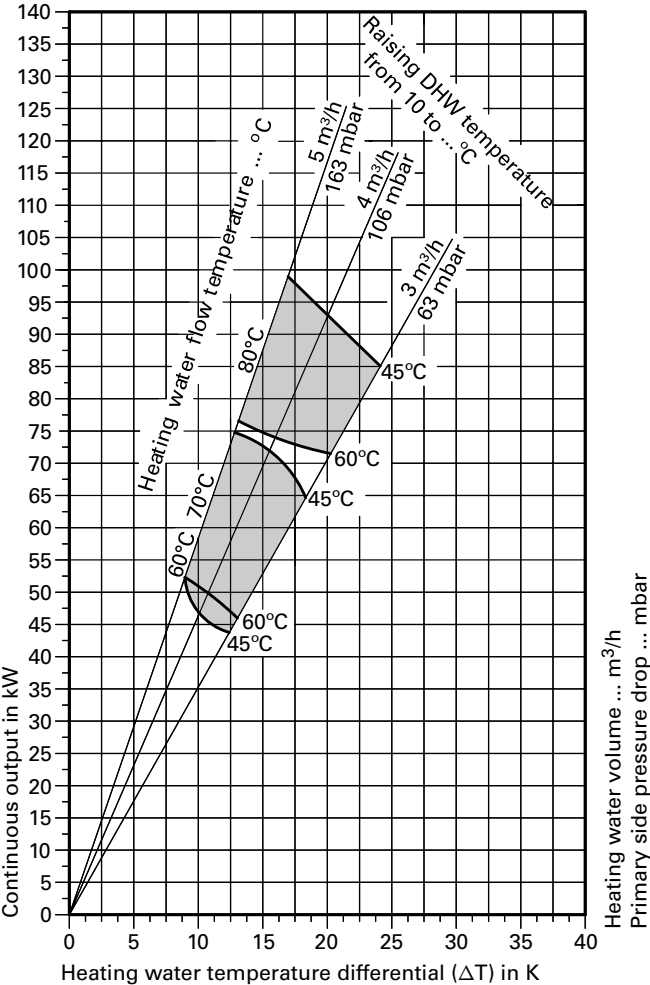 140
135
130
125
120
115
110
105
100
95
90
85
80
75
70
65
60
55
50
45
40
35
30
25
20
15
10
5
0
Continuous output in kW
0 5 10 15 20 25 30 35 40
Heating water temperature differential (ΔT) in K
Heating water flow temperature ... °C
80°C
70°C
60°C
5 m³/h
163 mbar
4 m³/h
106 mbar
3 m³/h
63 mbar
Raising DHW temperature
from 10 to ... °C
45°C
60°C
45°C
60°C
45°C
Heating water volume ... m³/h
Primary side pressure drop ... mbar